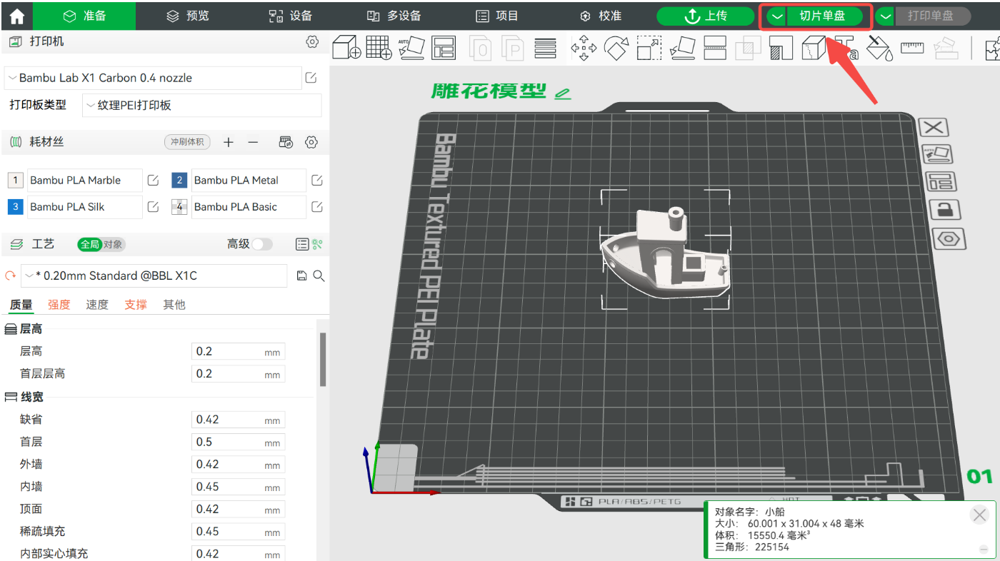 准备 预览 设备 多设备 项目 校准 上传 切片单盘 打印单盘
打印机
AUTO
Bambu Lab X1 Carbon 0.4 nozzle
打印板类型 纹理PEI打印板
耗材丝 冲刷体积
1 Bambu PLA Marble 2 Bambu PLA Metal
3 Bambu PLA Silk 4 Bambu PLA Basic
工艺 全局 对象 高级
* 0.20mm Standard @BBL X1C
质量 强度 速度 支撑 其他
层高
层高 0.2 mm
首层层高 0.2 mm
线宽
缺省 0.42 mm
首层 0.5 mm
外墙 0.42 mm
内墙 0.45 mm
顶面 0.42 mm
稀疏填充 0.45 mm
内部实心填充 0.42 mm
雕花模型
Bambu Textured PEI Plate
01
PLA/ABS/PETG
HOT
对象名字: 小船
大小: 60.001 x 31.004 x 48 毫米
体积: 15550.4 毫米³
三角形: 225154